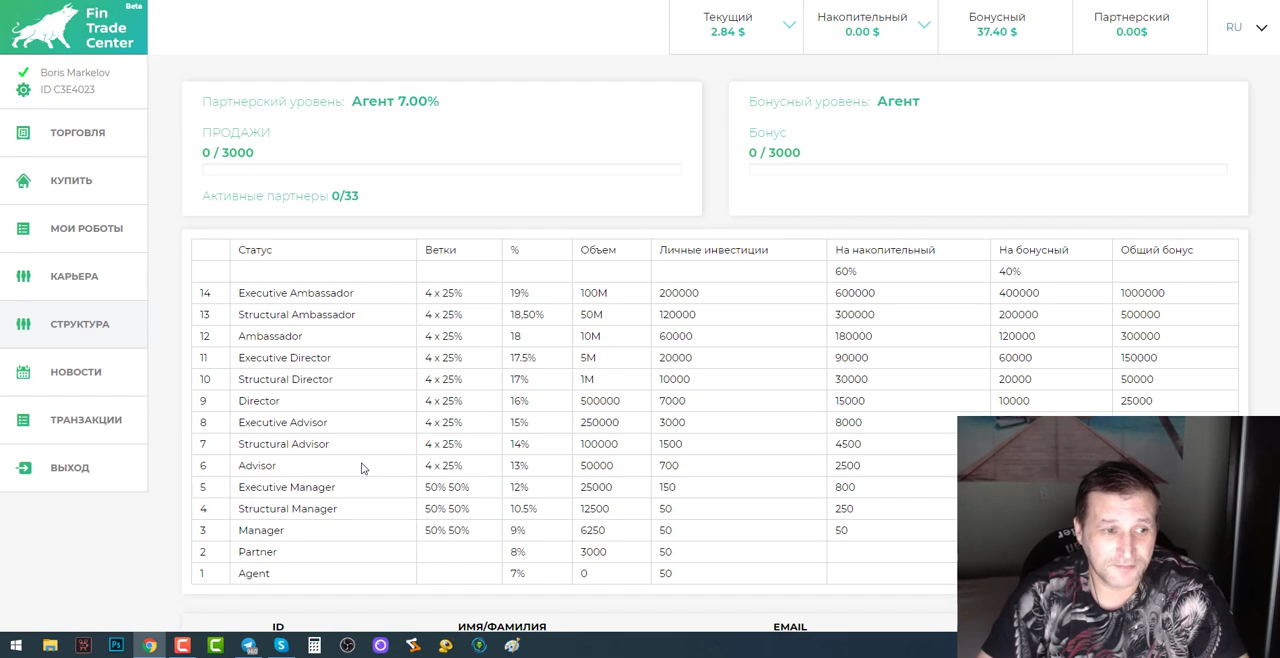 Beta
Fin
Trade
Center
Boris Markelov
ID C3E4023
ТОРГОВЛЯ
КУПИТЬ
МОИ РОБОТЫ
КАРЬЕРА
СТРУКТУРА
НОВОСТИ
ТРАНЗАКЦИИ
ВЫХОД
Текущий
2.84 $
Накопительный
0.00 $
Бонусный
37.40 $
Партнерский
0.00$
RU
Партнерский уровень: Агент 7.00%
ПРОДАЖИ
0 / 3000
Активные партнеры 0/33
Бонусный уровень: Агент
Бонус
0 / 3000
Статус Ветки % Объем Личные инвестиции На накопительный На бонусный Общий бонус
60% 40%
14 Executive Ambassador 4 x 25% 19% 100M 200000 600000 400000 1000000
13 Structural Ambassador 4 x 25% 18,50% 50M 120000 300000 200000 500000
12 Ambassador 4 x 25% 18 10M 60000 180000 120000 300000
11 Executive Director 4 x 25% 17.5% 5M 20000 90000 60000 150000
10 Structural Director 4 x 25% 17% 1M 10000 30000 20000 50000
9 Director 4 x 25% 16% 500000 7000 15000 10000 25000
8 Executive Advisor 4 x 25% 15% 250000 3000 8000
7 Structural Advisor 4 x 25% 14% 100000 1500 4500
6 Advisor 4 x 25% 13% 50000 700 2500
5 Executive Manager 50% 50% 12% 25000 150 800
4 Structural Manager 50% 50% 10.5% 12500 50 250
3 Manager 50% 50% 9% 6250 50 50
2 Partner 8% 3000 50
1 Agent 7% 0 50
ID ИМЯ/ФАМИЛИЯ EMAIL
Ps